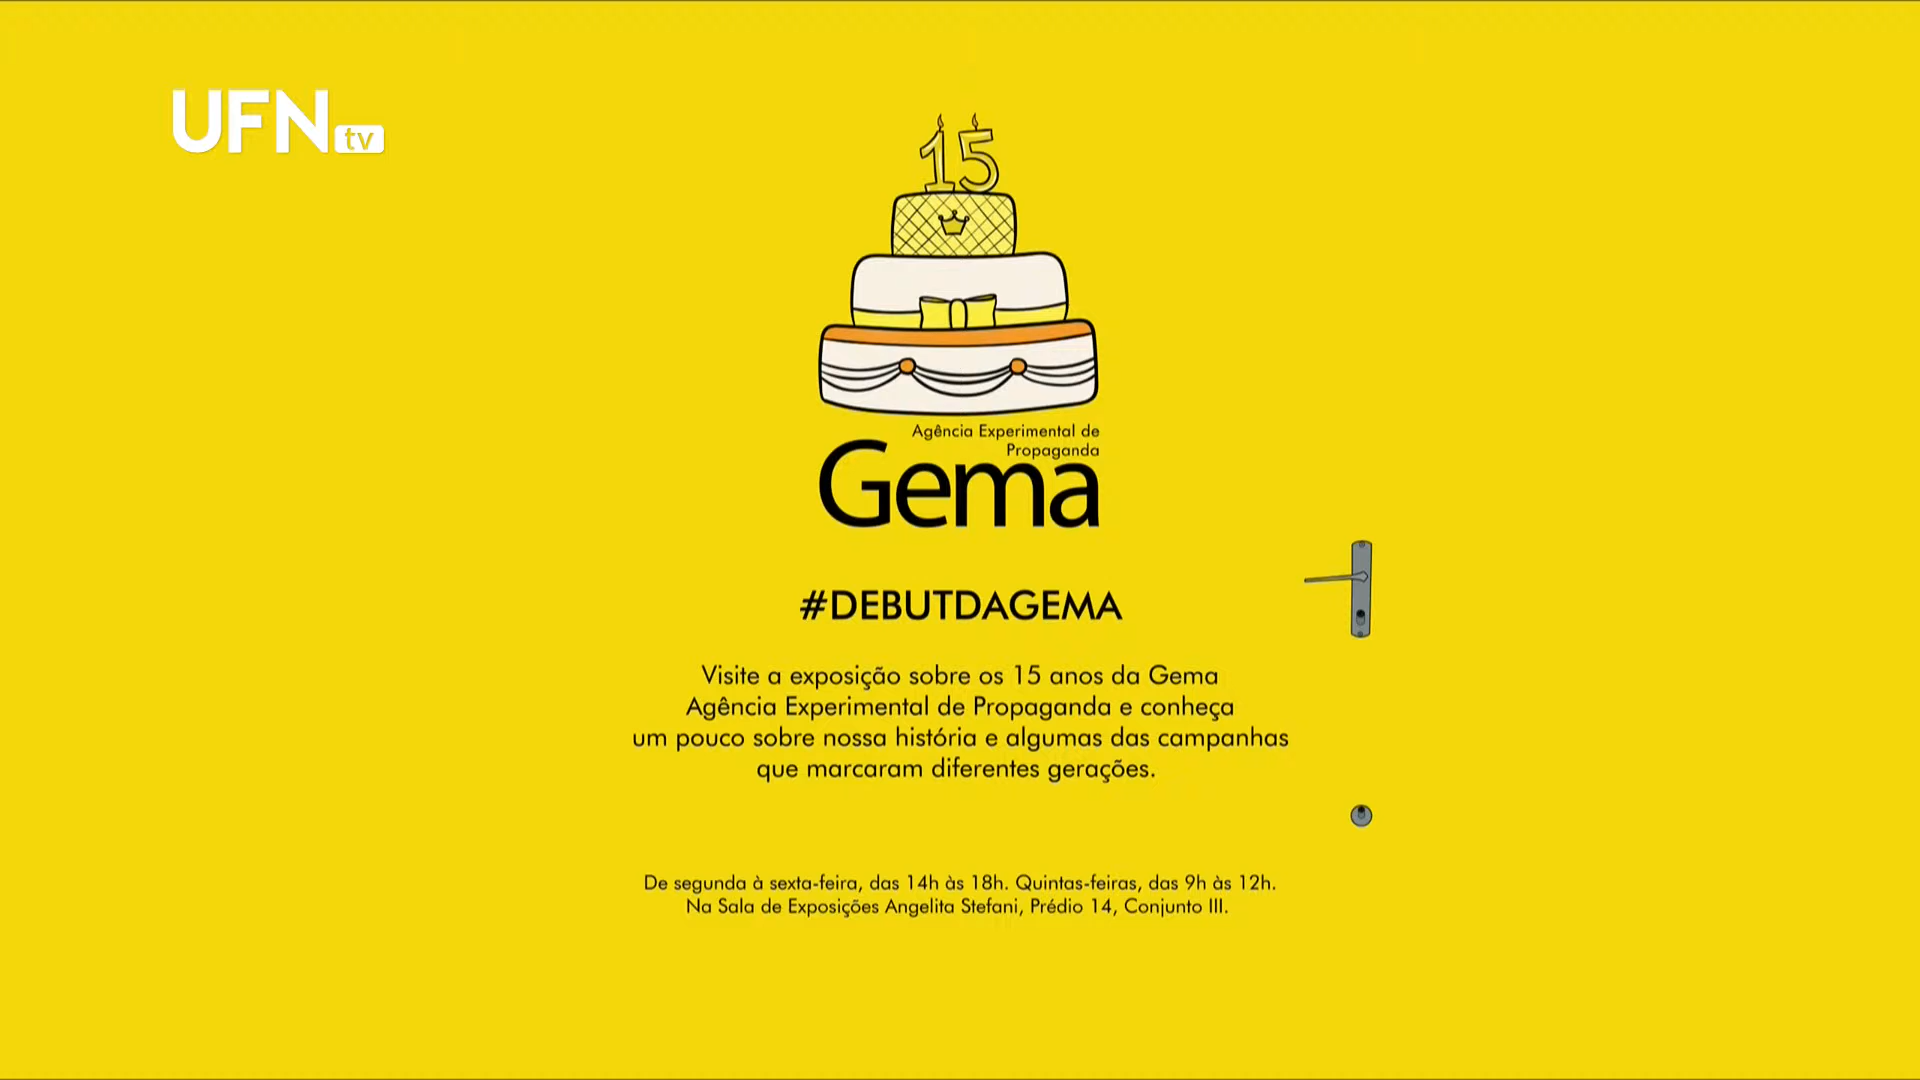 UFN tv
15
Agência Experimental de
Propaganda
Gema
#DEBUTDAGEMA
Visite a exposição sobre os 15 anos da Gema
Agência Experimental de Propaganda e conheça
um pouco sobre nossa história e algumas das campanhas
que marcaram diferentes gerações.
De segunda à sexta-feira, das 14h às 18h. Quintas-feiras, das 9h às 12h.
Na Sala de Exposições Angelita Stefani, Prédio 14, Conjunto III.